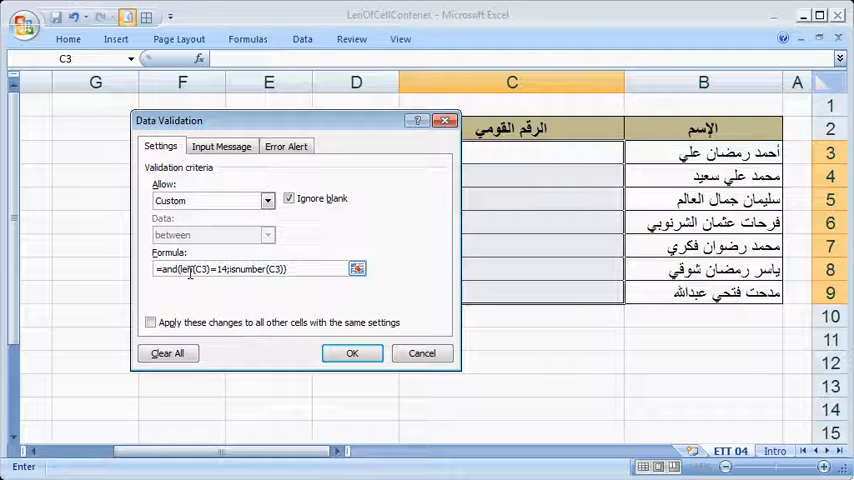 LenOfCellContenet - Microsoft Excel
Home Insert Page Layout Formulas Data Review View
C3 fx
G F E D C B A
1
الإسم الرقم القومي 2
أحمد رمضان علي 3
محمد علي سعيد 4
سليمان جمال العالم 5
فرحات عثمان الشرنوبي 6
محمد رضوان فكري 7
ياسر رمضان شوقي 8
مدحت فتحي عبدالله 9
10
11
12
13
14
15
Data Validation
Settings Input Message Error Alert
Validation criteria
Allow:
Custom Ignore blank
Data:
between
Formula:
=and(len(C3)=14;isnumber(C3))
Apply these changes to all other cells with the same settings
Clear All OK Cancel
ETT 04 Intro
Enter